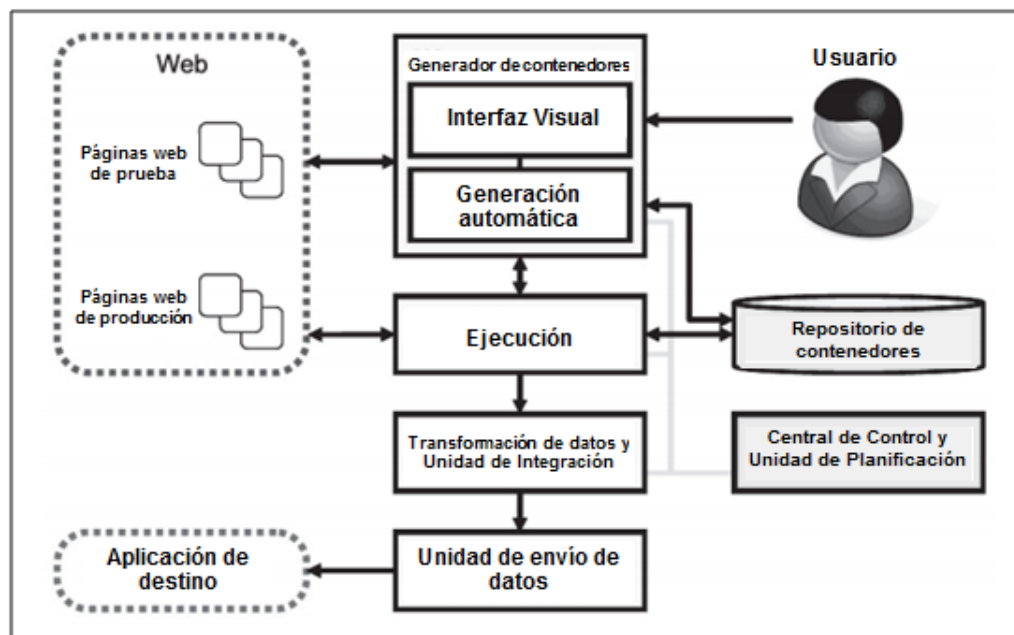 Web
Páginas web
de prueba
Páginas web
de producción
Generador de contenedores
Interfaz Visual
Generación
automática
Usuario
Ejecución
Repositorio de
contenedores
Transformación de datos y
Unidad de Integración
Central de Control y
Unidad de Planificación
Aplicación de
destino
Unidad de envío de
datos